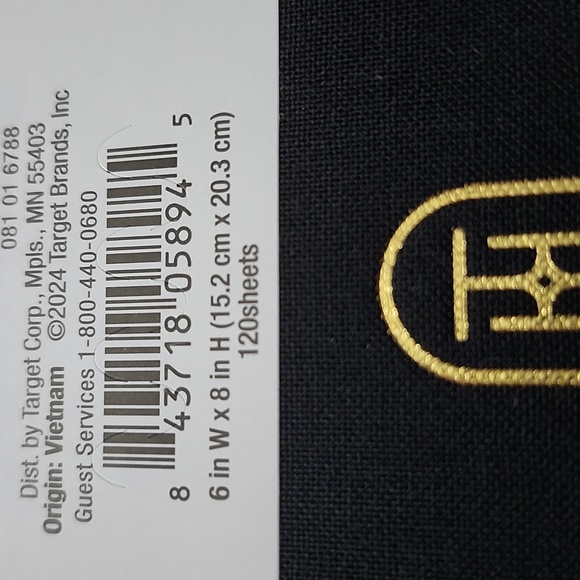 081 01 6788
Dist. by Target Corp., Mpls., MN 55403
Origin: Vietnam ©2024 Target Brands, Inc
Guest Services 1-800-440-0680
8 43718 05894 5
6 in W x 8 in H (15.2 cm x 20.3 cm)
120sheets